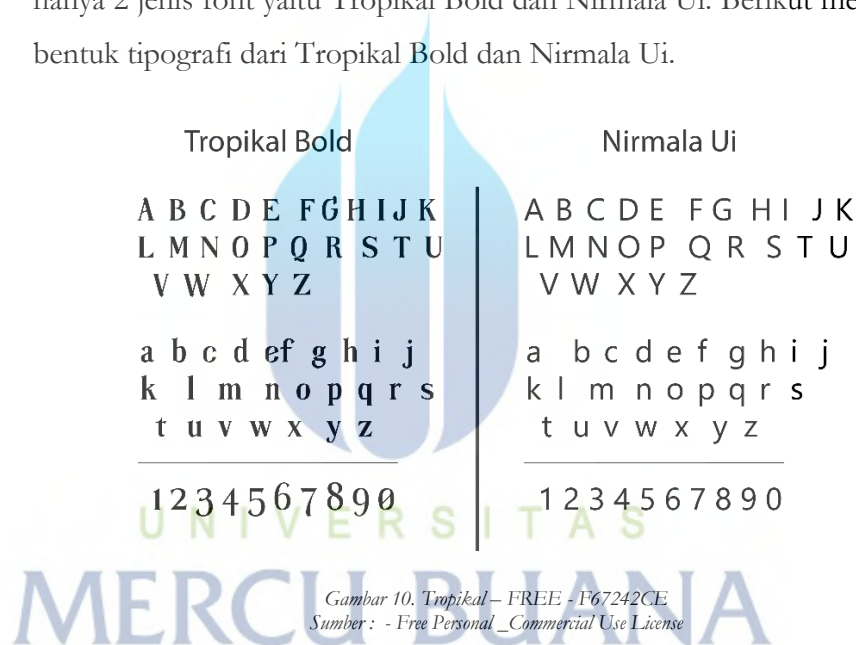 hanya 2 jenis font yaitu Tropikal Bold dan Nirmala Ui. Berikut
bentuk tipografi dari Tropikal Bold dan Nirmala Ui.
Tropikal Bold
A B C D E F G H I J K
L M N O P Q R S T U
V W X Y Z
a b c d e f g h i j
k l m n o p q r s
t u v w x y z
1 2 3 4 5 6 7 8 9 0
Nirmala Ui
A B C D E F G H I J K
L M N O P Q R S T U
V W X Y Z
a b c d e f g h i j
k l m n o p q r s
t u v w x y z
1 2 3 4 5 6 7 8 9 0
UNIVERSITAS
MERCU BUANA
Gambar 10. Tropikal – FREE - F67242CE
Sumber : - Free Personal _Commercial Use License